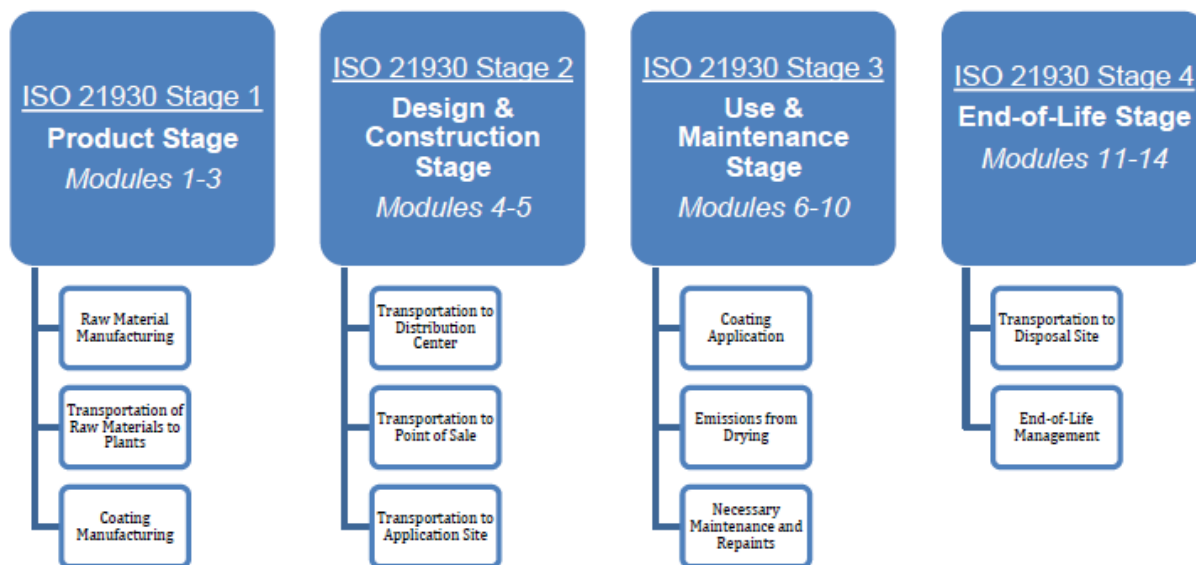 ISO 21930 Stage 1
Product Stage
Modules 1-3
Raw Material
Manufacturing
Transportation of
Raw Materials to
Plants
Coating
Manufacturing
ISO 21930 Stage 2
Design &
Construction
Stage
Modules 4-5
Transportation to
Distribution
Center
Transportation to
Point of Sale
Transportation to
Application Site
ISO 21930 Stage 3
Use &
Maintenance
Stage
Modules 6-10
Coating
Application
Emissions from
Drying
Necessary
Maintenance and
Repaints
ISO 21930 Stage 4
End-of-Life Stage
Modules 11-14
Transportation to
Disposal Site
End-of-Life
Management